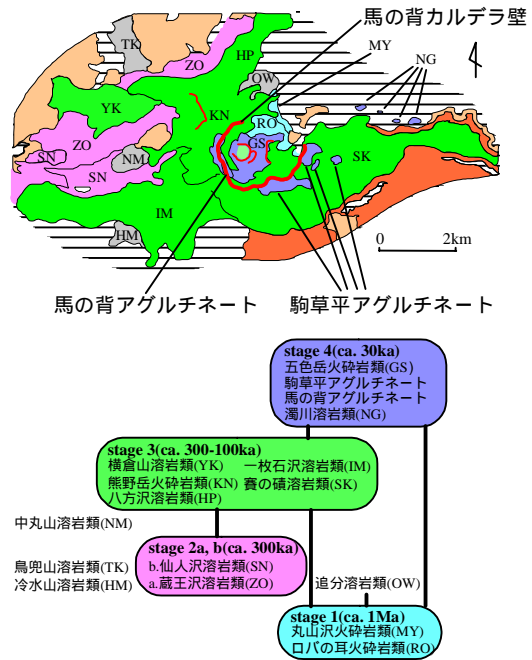 馬の背カルデラ壁
TK
ZO
HP
MY
NG
OW
YK
KN
RO
GS
ZO
SN
NM
SN
SK
IM
HM
0 2km
馬の背アグルチネート
駒草平アグルチネート
stage 4(ca. 30ka)
五色岳火砕岩類(GS)
駒草平アグルチネート
馬の背アグルチネート
濁川溶岩類(NG)
stage 3(ca. 300-100ka)
横倉山溶岩類(YK) 一枚石沢溶岩類(IM)
熊野岳火砕岩類(KN) 賽の磧溶岩類(SK)
八方沢溶岩類(HP)
中丸山溶岩類(NM)
stage 2a, b(ca. 300ka)
b.仙人沢溶岩類(SN)
a.蔵王沢溶岩類(ZO)
鳥兜山溶岩類(TK)
冷水山溶岩類(HM)
追分溶岩類(OW)
stage 1(ca. 1Ma)
丸山沢火砕岩類(MY)
ロバの耳火砕岩類(RO)